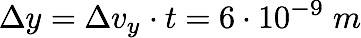 Δy = Δv_y · t = 6 · 10⁻⁹ m